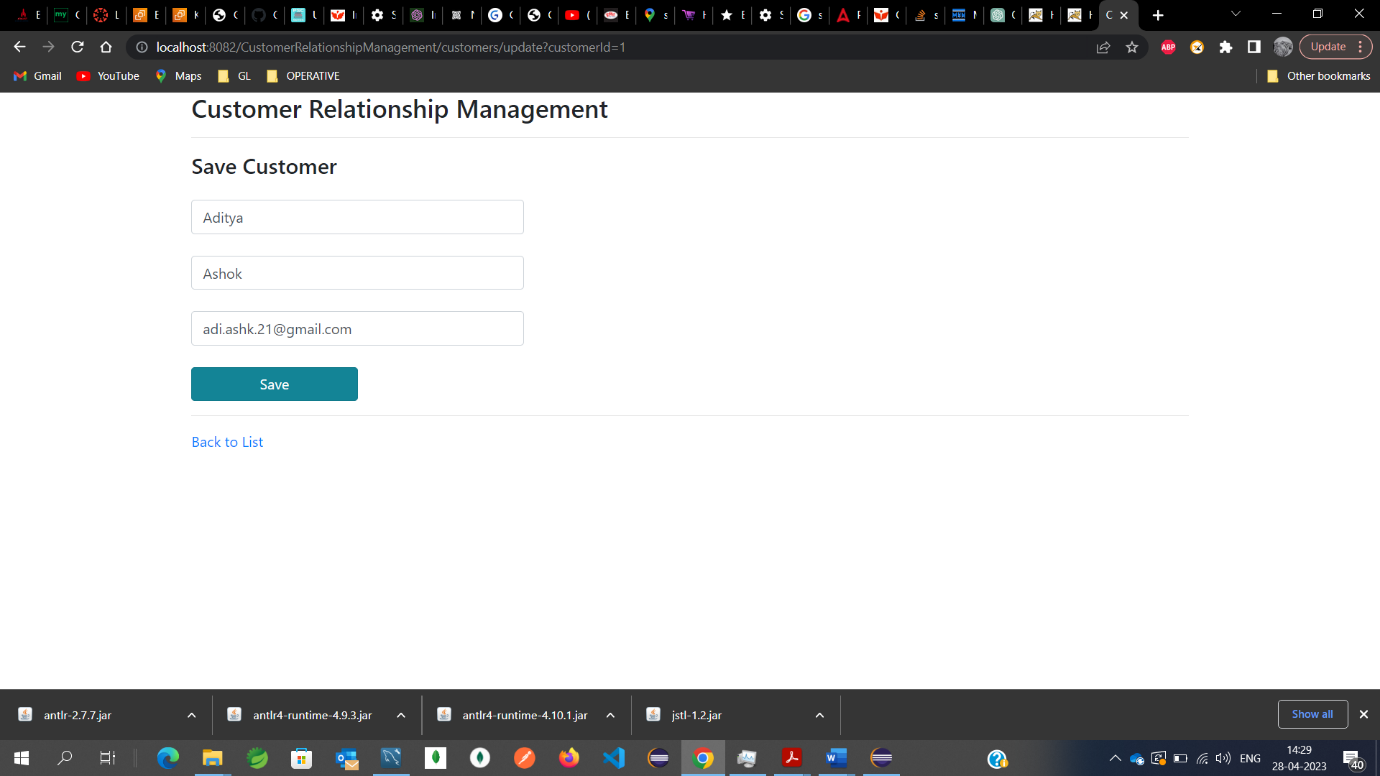 localhost:8082/CustomerRelationshipManagement/customers/update?customerId=1
ABP
Update
Gmail
YouTube
Maps
GL
OPERATIVE
Other bookmarks
Customer Relationship Management
Save Customer
Aditya
Ashok
adi.ashk.21@gmail.com
Save
Back to List
antlr-2.7.7.jar
antlr4-runtime-4.9.3.jar
antlr4-runtime-4.10.1.jar
jstl-1.2.jar
Show all
ENG
14:29
28-04-2023
40